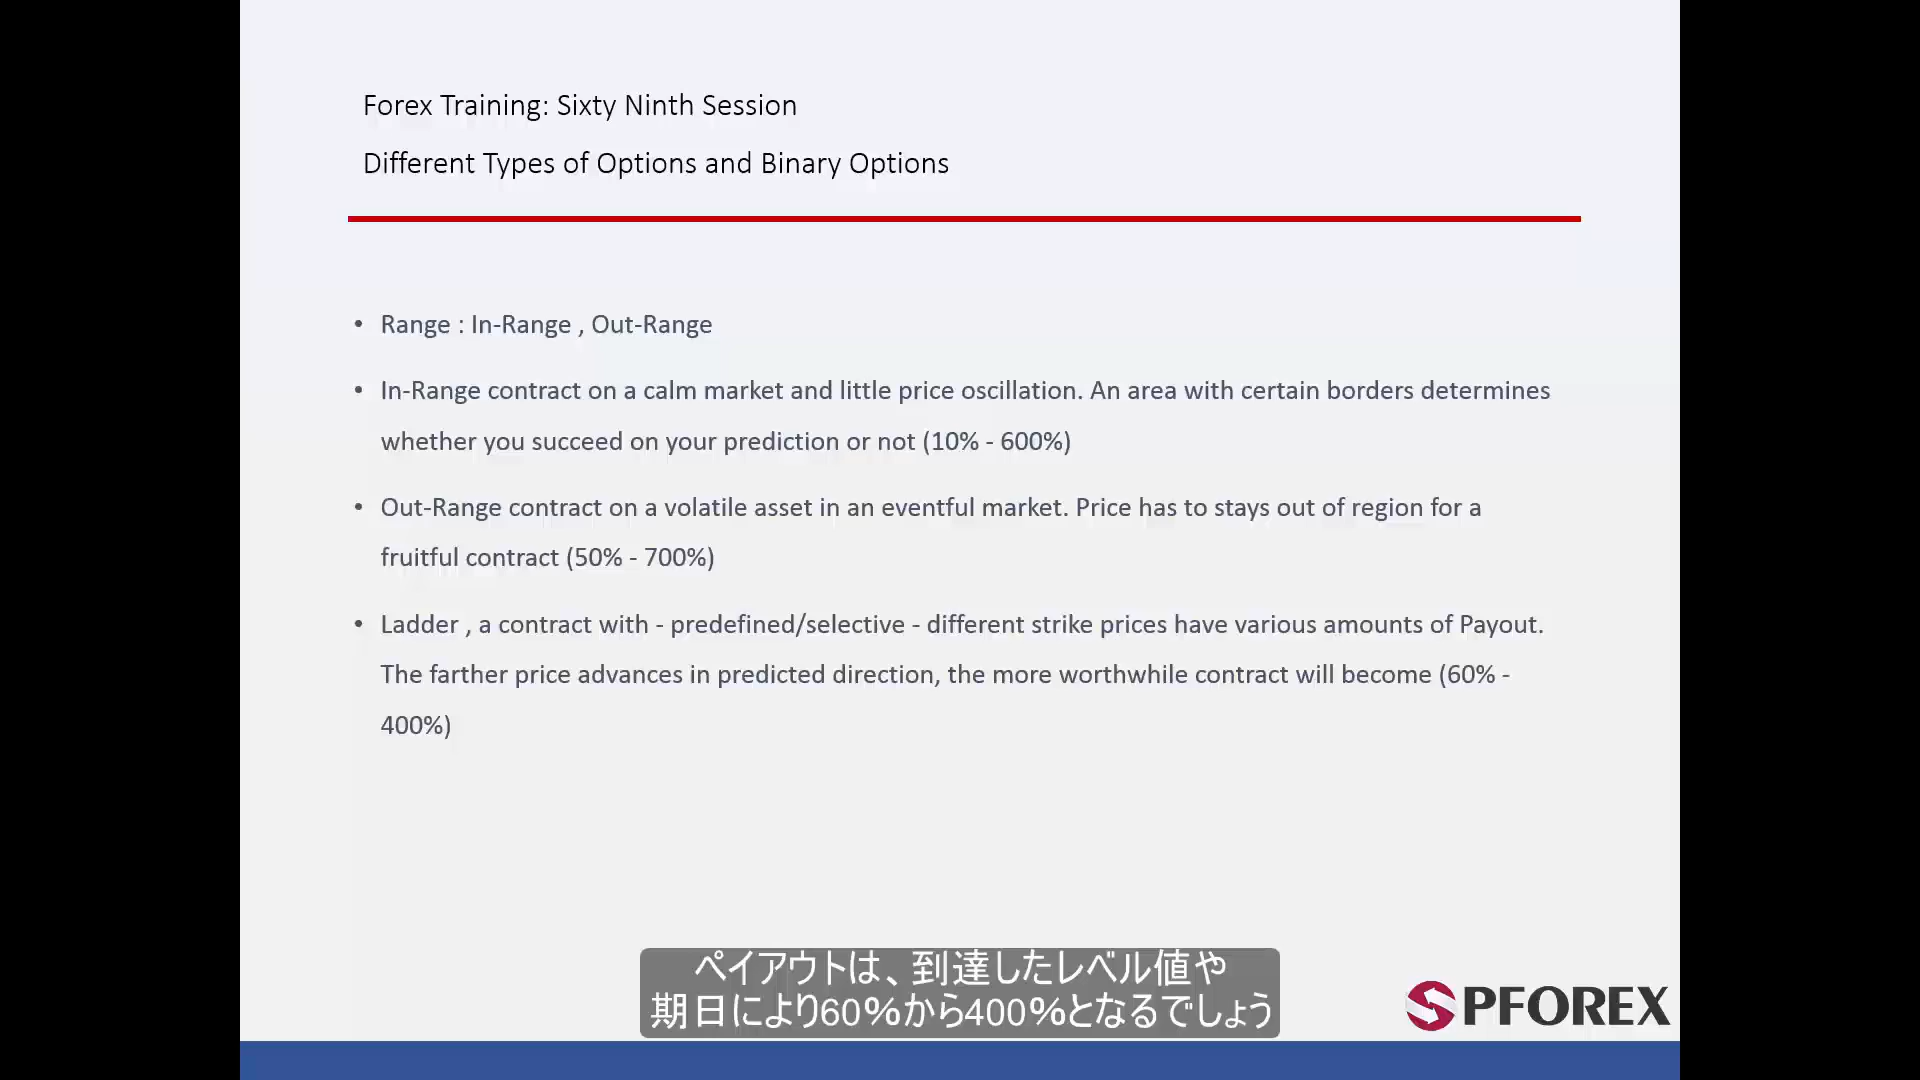 Forex Training: Sixty Ninth Session
Different Types of Options and Binary Options
• Range : In-Range , Out-Range
• In-Range contract on a calm market and little price oscillation. An area with certain borders determines
whether you succeed on your prediction or not (10% - 600%)
• Out-Range contract on a volatile asset in an eventful market. Price has to stays out of region for a
fruitful contract (50% - 700%)
• Ladder , a contract with - predefined/selective - different strike prices have various amounts of Payout.
The farther price advances in predicted direction, the more worthwhile contract will become (60% -
400%)
ペイアウトは、到達したレベル値や
期日により60%から400%となるでしょう
PFOREX